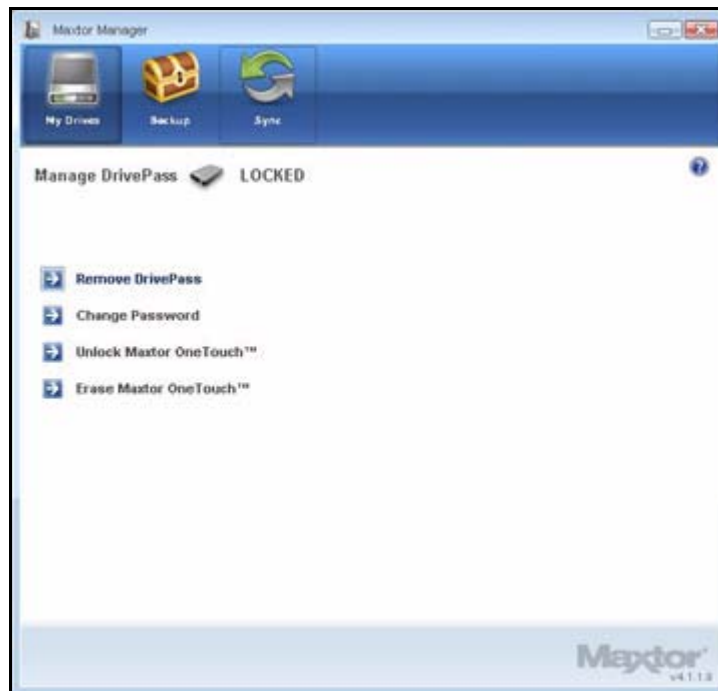 Maxtor Manager
My Drives Backup Sync
Manage DrivePass LOCKED
Remove DrivePass
Change Password
Unlock Maxtor OneTouch™
Erase Maxtor OneTouch™
Maxtor